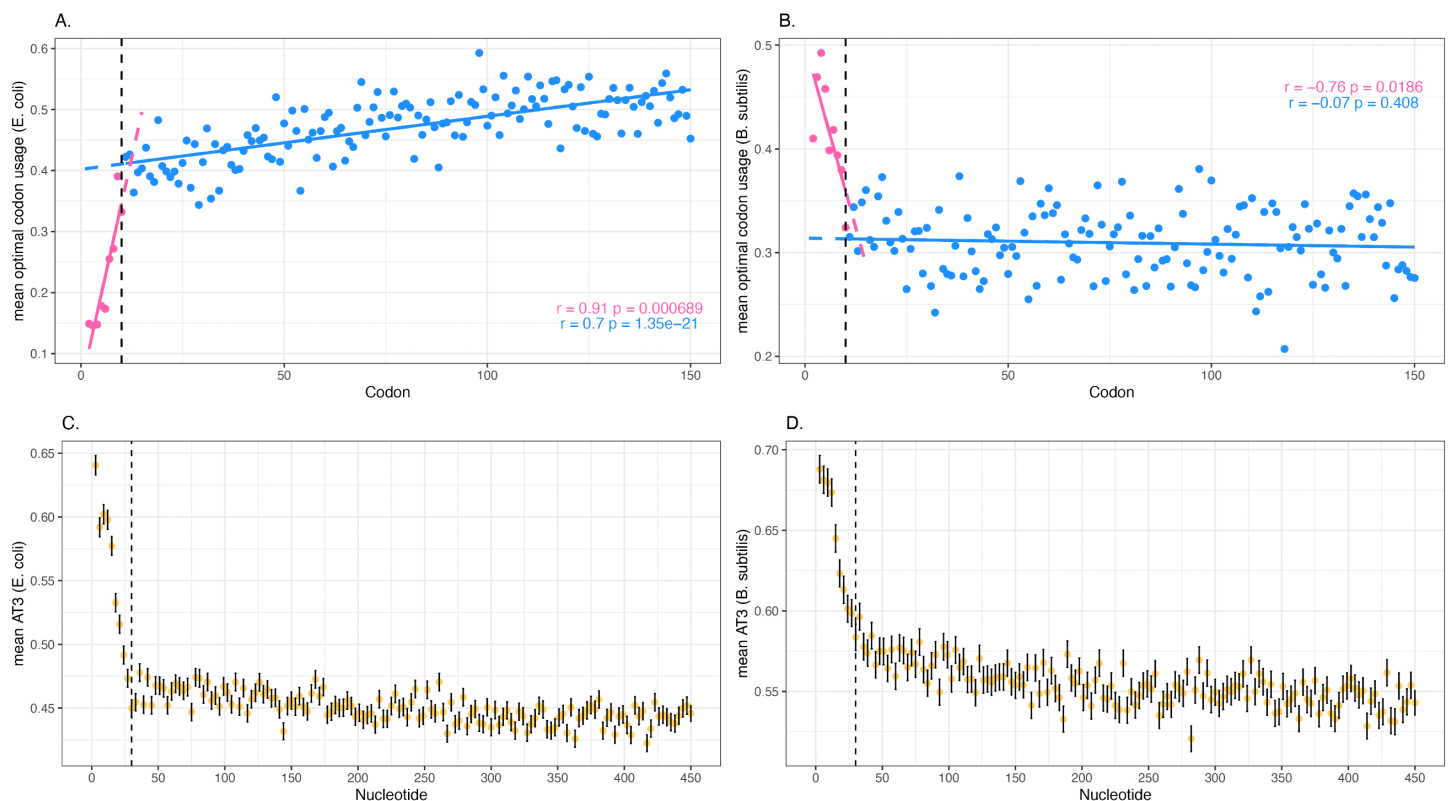 A.
mean optimal codon usage (E. coli)
0.6
0.5
0.4
0.3
0.2
0.1
r = 0.91 p = 0.000689
r = 0.7 p = 1.35e−21
0 50 100 150
Codon
B.
mean optimal codon usage (B. subtilis)
0.5
0.4
0.3
0.2
r = −0.76 p = 0.0186
r = −0.07 p = 0.408
0 50 100 150
Codon
C.
mean AT3 (E. coli)
0.65
0.60
0.55
0.50
0.45
0 50 100 150 200 250 300 350 400 450
Nucleotide
D.
mean AT3 (B. subtilis)
0.70
0.65
0.60
0.55
0 50 100 150 200 250 300 350 400 450
Nucleotide